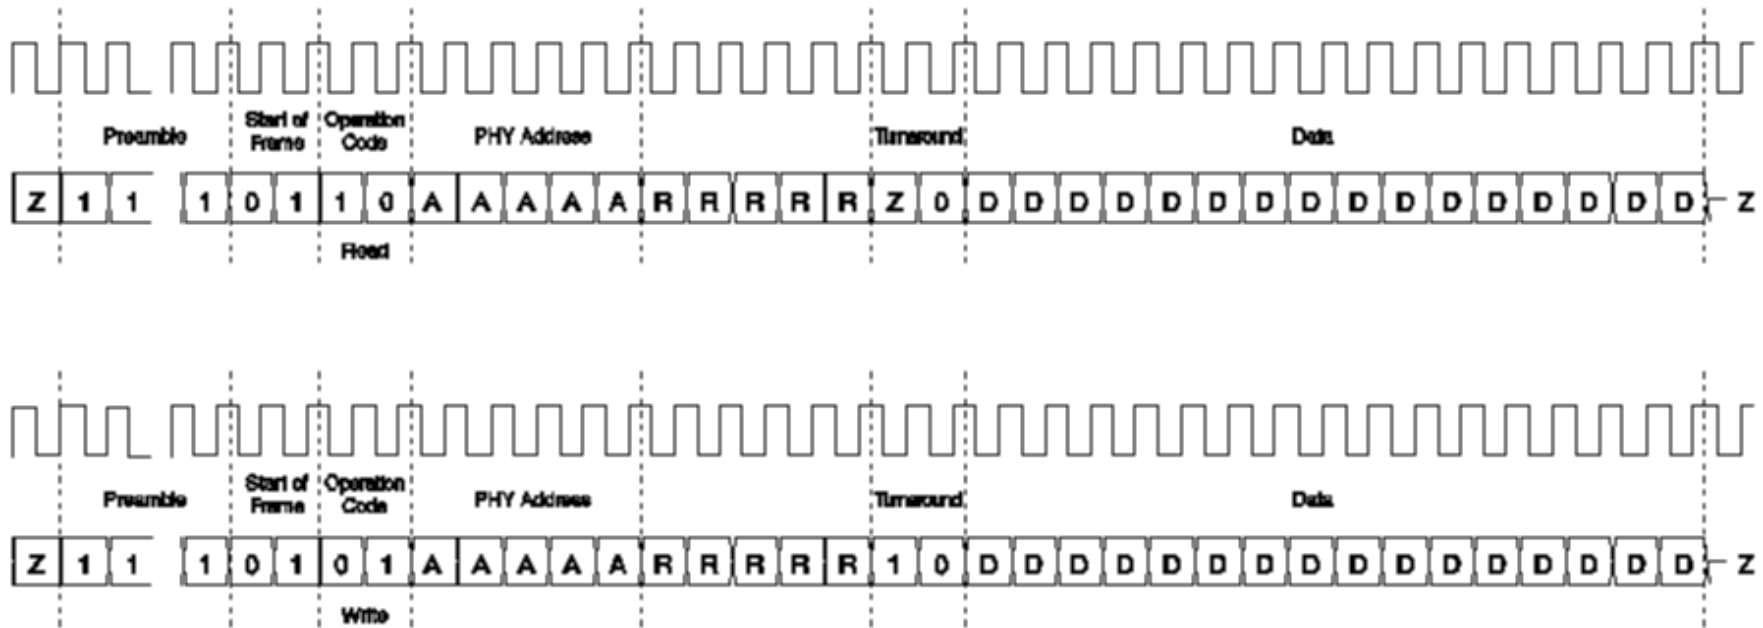 Start of Operation
Preamble Frame Code PHY Address Turnaround Data
Z 1 1 1 0 1 1 0 A A A A A R R R R R Z 0 D D D D D D D D D D D D D D D D Z
Read
Start of Operation
Preamble Frame Code PHY Address Turnaround Data
Z 1 1 1 0 1 0 1 A A A A A R R R R R 1 0 D D D D D D D D D D D D D D D D Z
Write